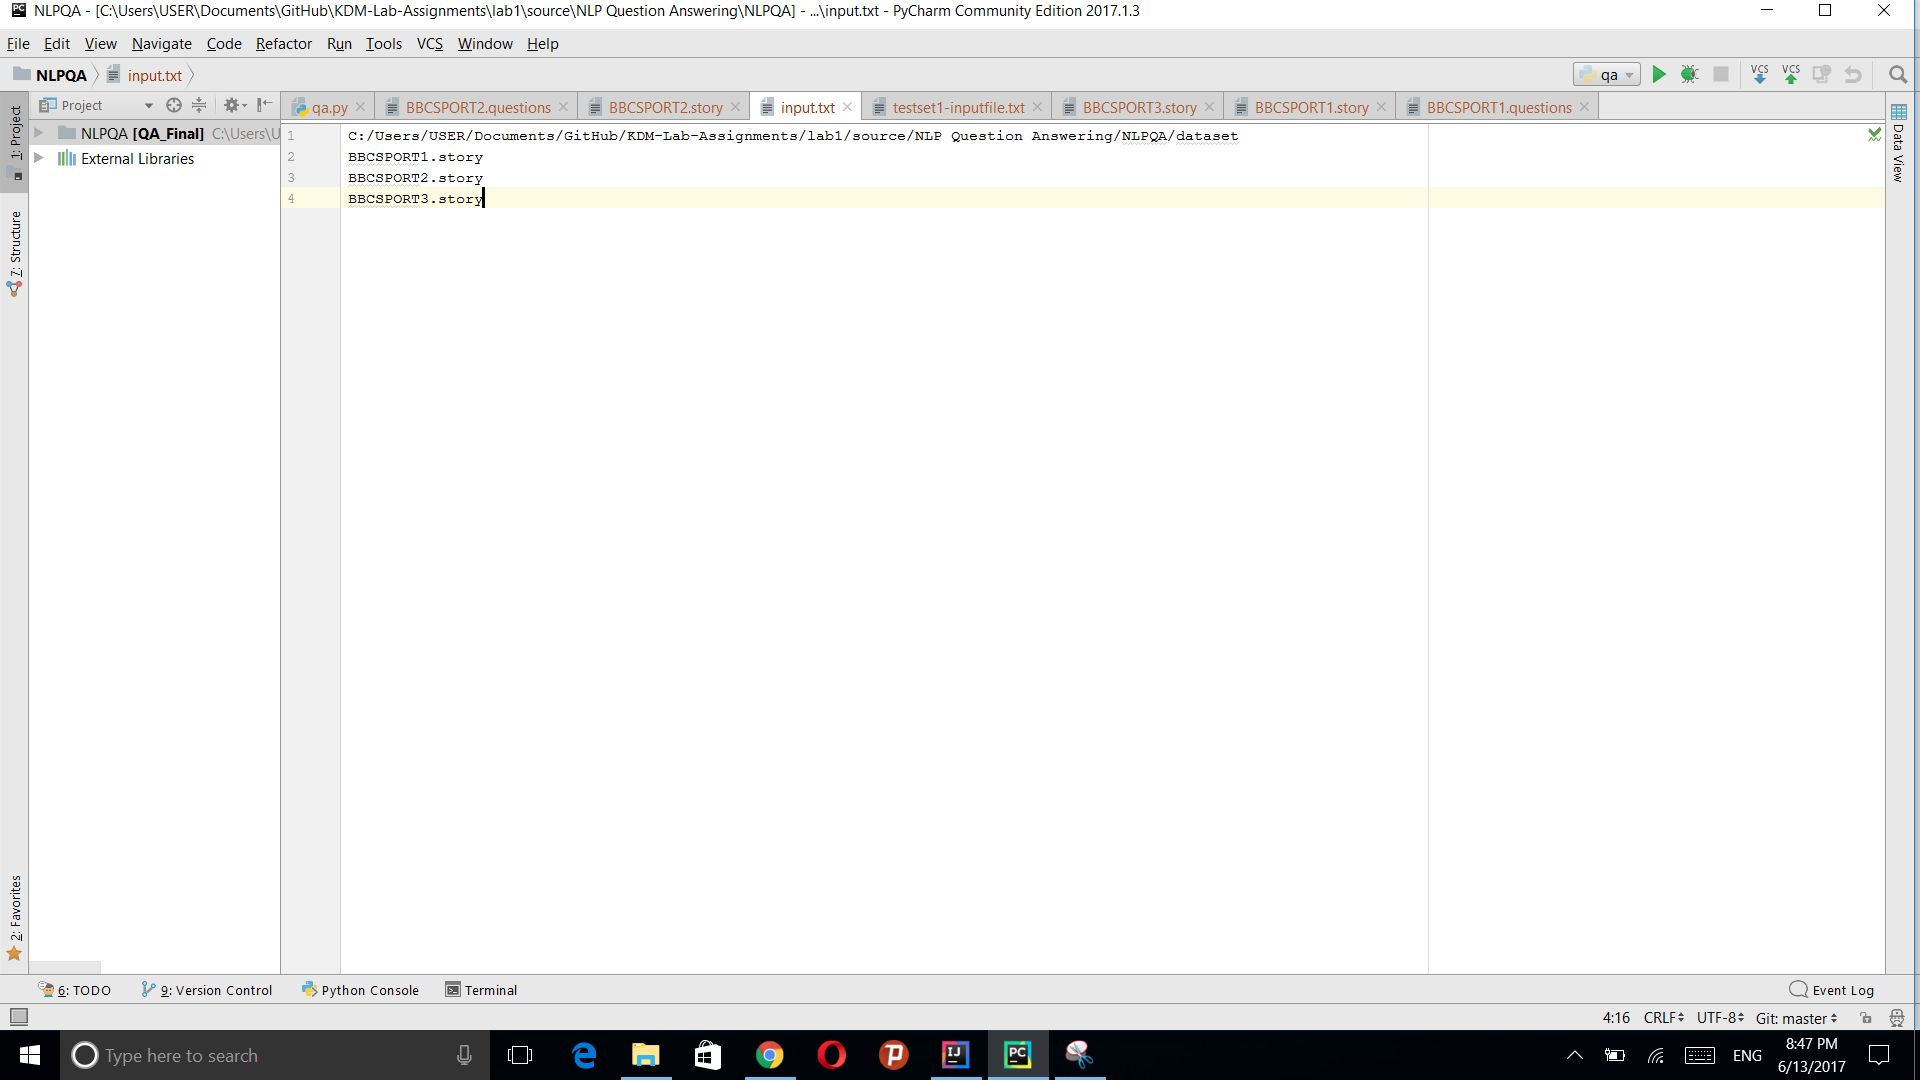 NLPQA - [C:\Users\USER\Documents\GitHub\KDM-Lab-Assignments\lab1\source\NLP Question Answering\NLPQA] - ...\input.txt - PyCharm Community Edition 2017.1.3
File Edit View Navigate Code Refactor Run Tools VCS Window Help
NLPQA input.txt qa VCS VCS
1: Project
7: Structure
2: Favorites
Project
NLPQA [QA_Final] C:\Users\U
External Libraries
qa.py BBCSPORT2.questions BBCSPORT2.story input.txt testset1-inputfile.txt BBCSPORT3.story BBCSPORT1.story BBCSPORT1.questions
1 C:/Users/USER/Documents/GitHub/KDM-Lab-Assignments/lab1/source/NLP Question Answering/NLPQA/dataset
2 BBCSPORT1.story
3 BBCSPORT2.story
4 BBCSPORT3.story
Data View
6: TODO 9: Version Control Python Console Terminal Event Log
4:16 CRLF UTF-8 Git: master
Type here to search
ENG
8:47 PM
6/13/2017